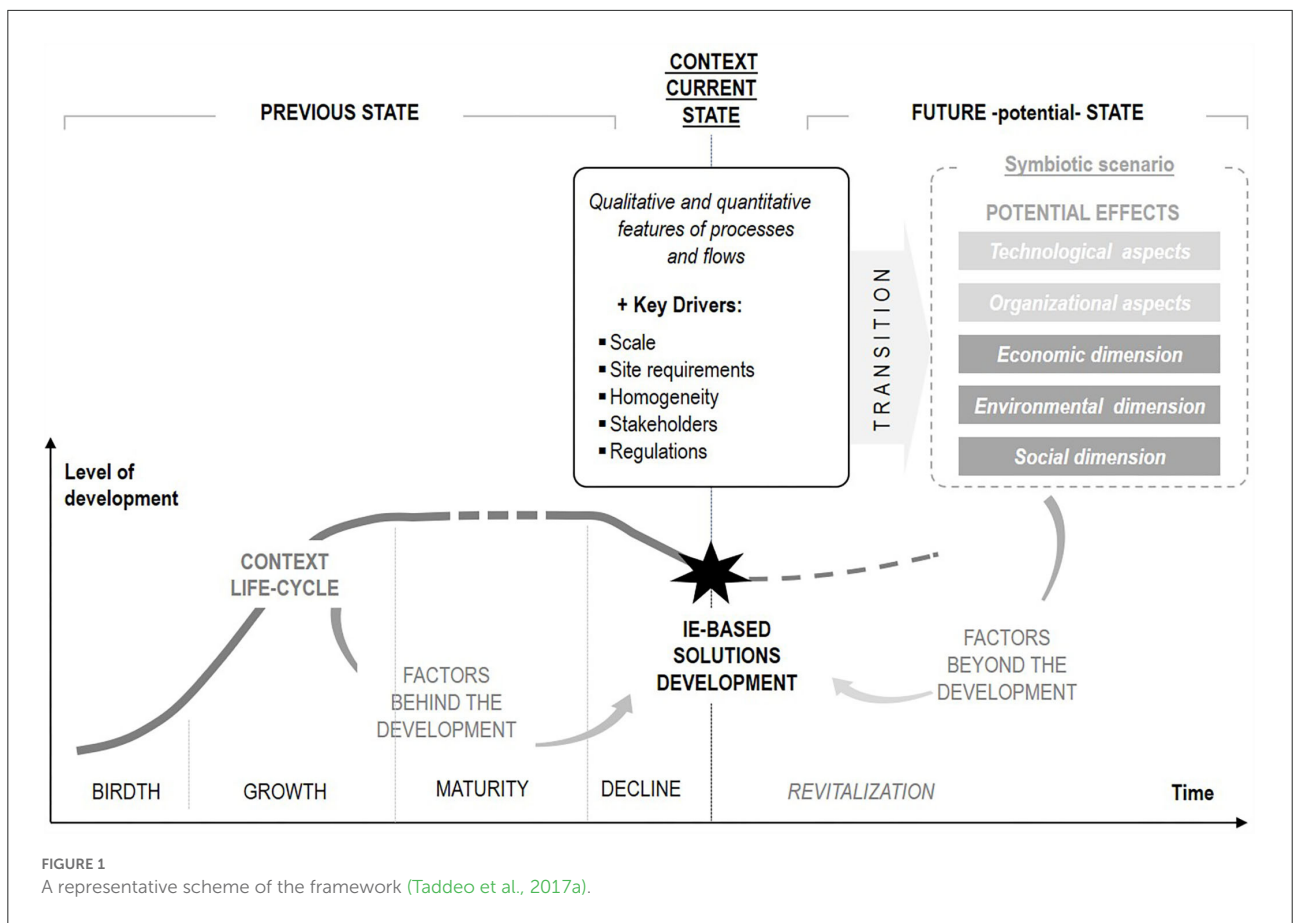 CONTEXT
CURRENT
STATE
PREVIOUS STATE
FUTURE -potential- STATE
Qualitative and quantitative
features of processes
and flows
+ Key Drivers:
▪ Scale
▪ Site requirements
▪ Homogeneity
▪ Stakeholders
▪ Regulations
TRANSITION
Symbiotic scenario
POTENTIAL EFFECTS
Technological aspects
Organizational aspects
Economic dimension
Environmental dimension
Social dimension
Level of
development
CONTEXT
LIFE-CYCLE
FACTORS
BEHIND THE
DEVELOPMENT
IE-BASED
SOLUTIONS
DEVELOPMENT
FACTORS
BEYOND THE
DEVELOPMENT
BIRDTH
GROWTH
MATURITY
DECLINE
REVITALIZATION
Time
FIGURE 1
A representative scheme of the framework (Taddeo et al., 2017a).